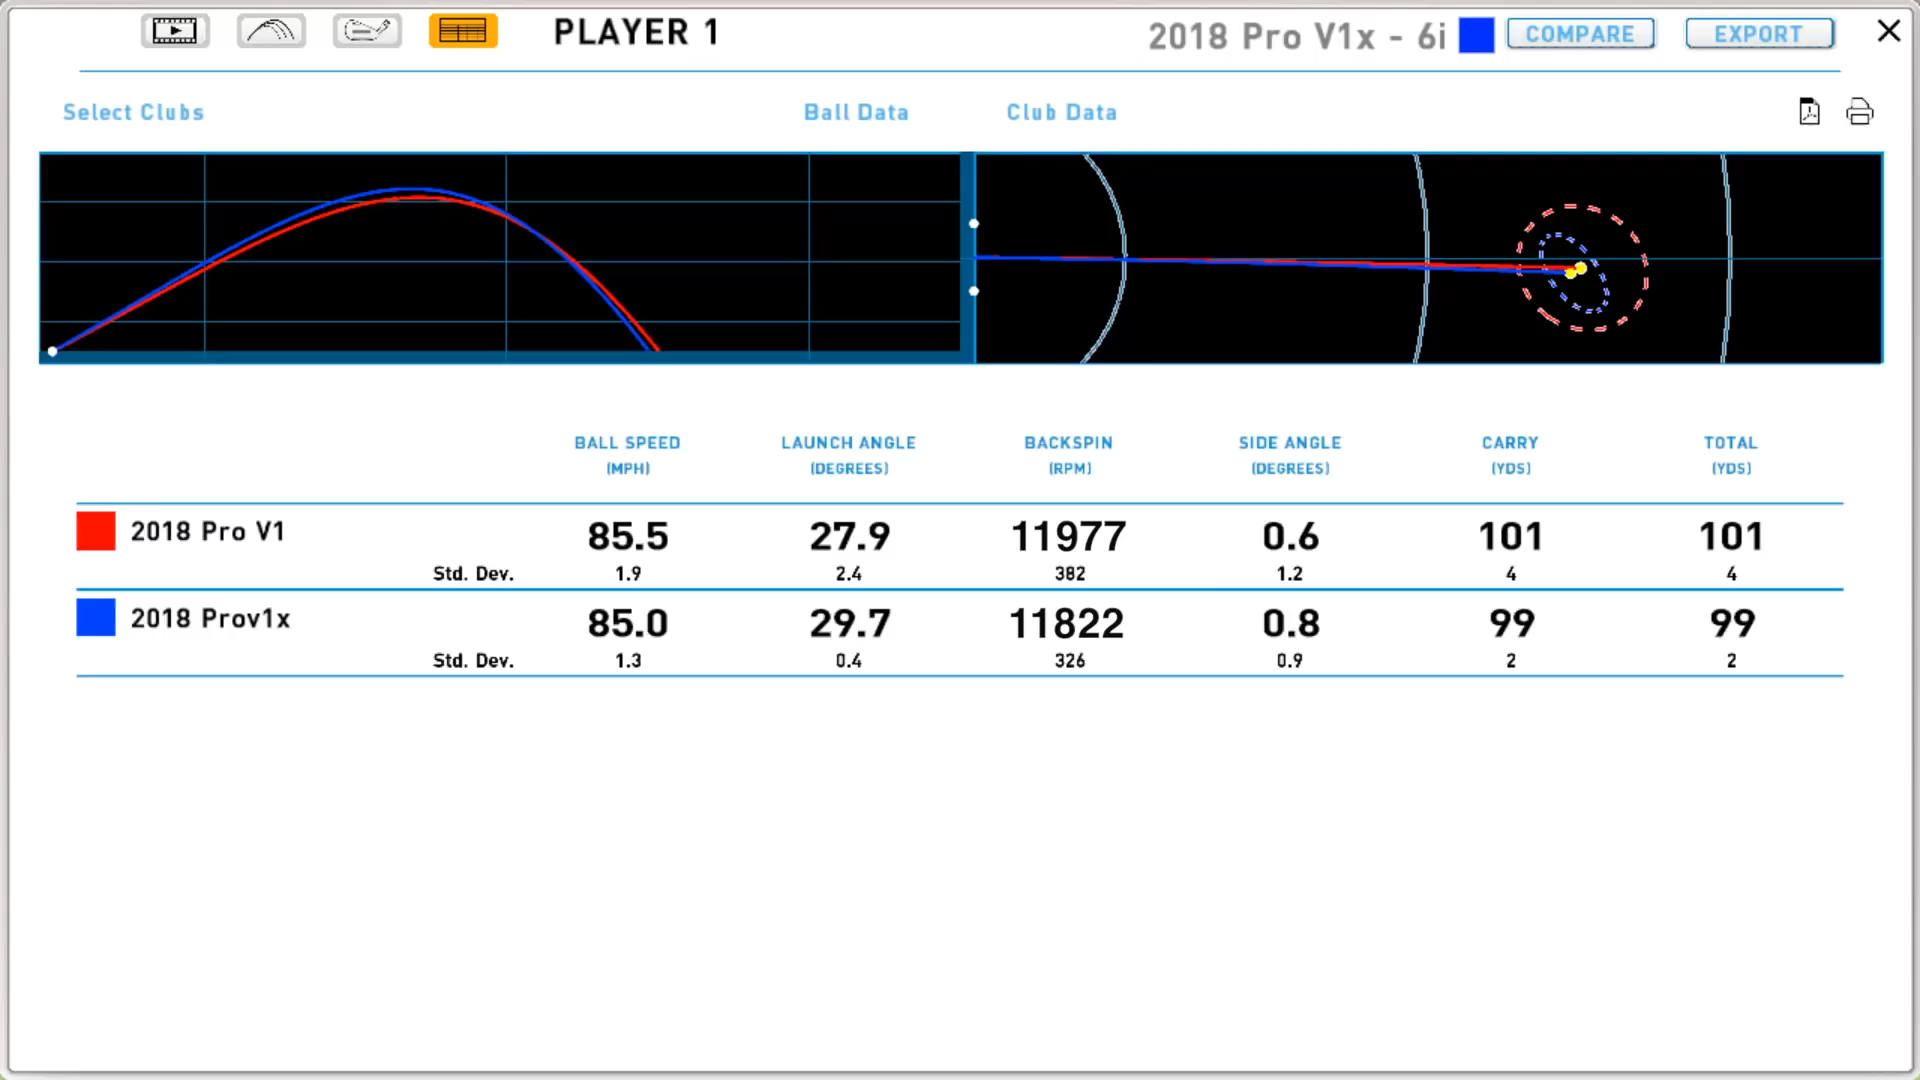 PLAYER 1
2018 Pro V1x - 6i
COMPARE
EXPORT
Select Clubs
Ball Data
Club Data
BALL SPEED
(MPH)
LAUNCH ANGLE
(DEGREES)
BACKSPIN
(RPM)
SIDE ANGLE
(DEGREES)
CARRY
(YDS)
TOTAL
(YDS)
2018 Pro V1 85.5 27.9 11977 0.6 101 101
Std. Dev. 1.9 2.4 382 1.2 4 4
2018 Prov1x 85.0 29.7 11822 0.8 99 99
Std. Dev. 1.3 0.4 326 0.9 2 2